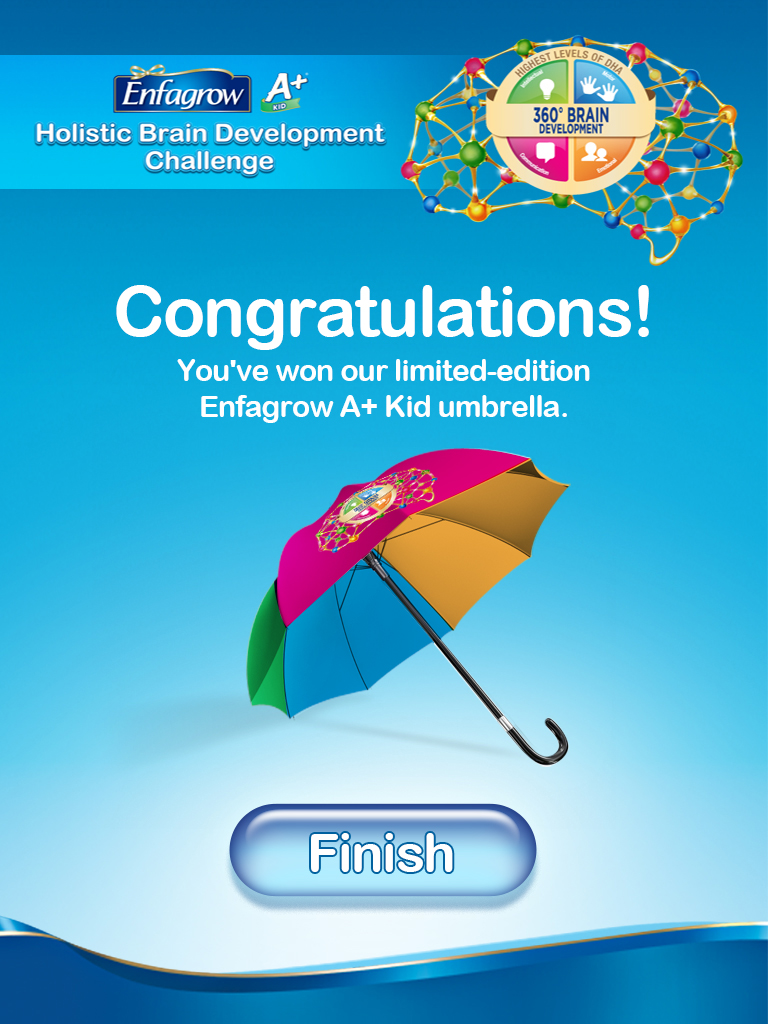 Enfagrow A+
KID
Holistic Brain Development
Challenge
HIGHEST LEVELS OF DHA
Intellectual
Motor
360° BRAIN
DEVELOPMENT
Communication
Emotional
Congratulations!
You've won our limited-edition
Enfagrow A+ Kid umbrella.
Finish